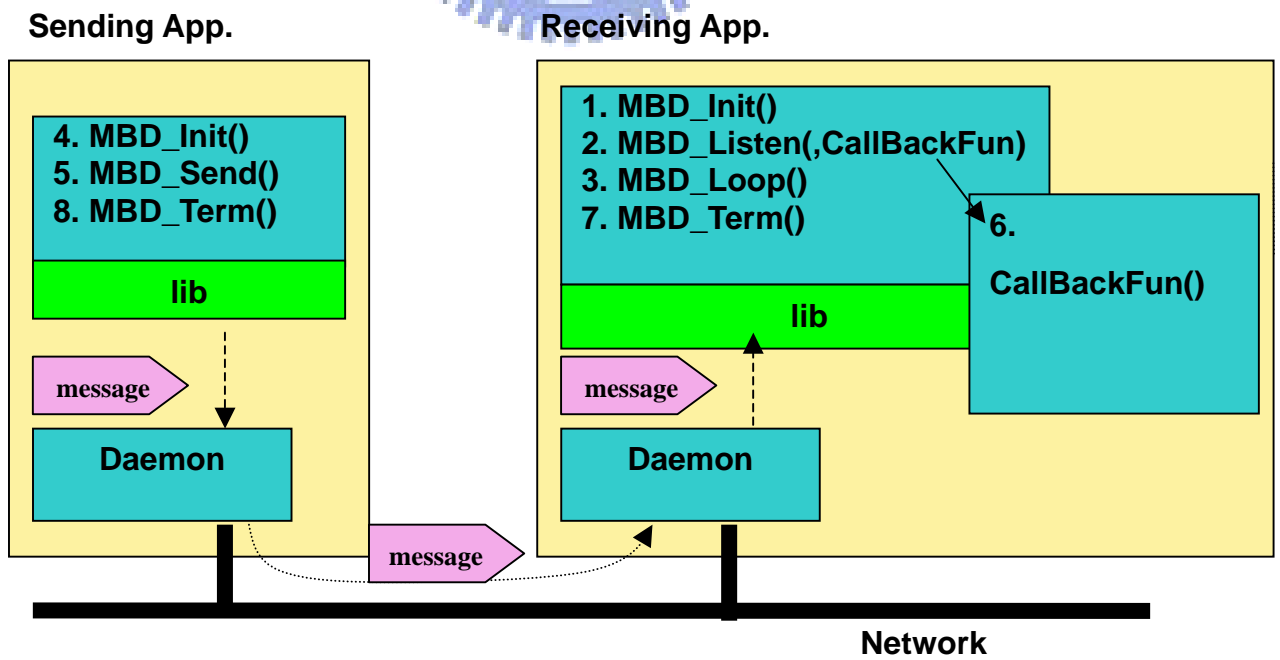 Sending App.
Receiving App.
4. MBD_Init()
5. MBD_Send()
8. MBD_Term()
lib
message
Daemon
1. MBD_Init()
2. MBD_Listen(,CallBackFun)
3. MBD_Loop()
7. MBD_Term()
6.
CallBackFun()
lib
message
Daemon
message
Network